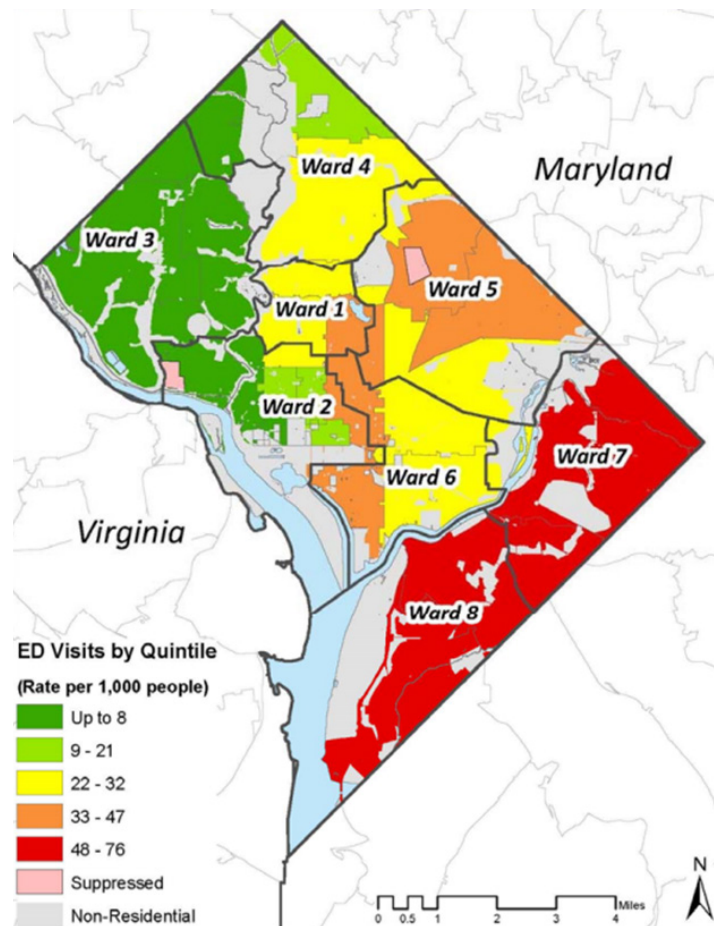 Maryland
Ward 4
Ward 3
Ward 5
Ward 1
Ward 2
Ward 7
Ward 6
Virginia
Ward 8
ED Visits by Quintile
(Rate per 1,000 people)
Up to 8
9 - 21
22 - 32
33 - 47
48 - 76
Suppressed
Non-Residential
N
Miles
0 0.5 1 2 3 4